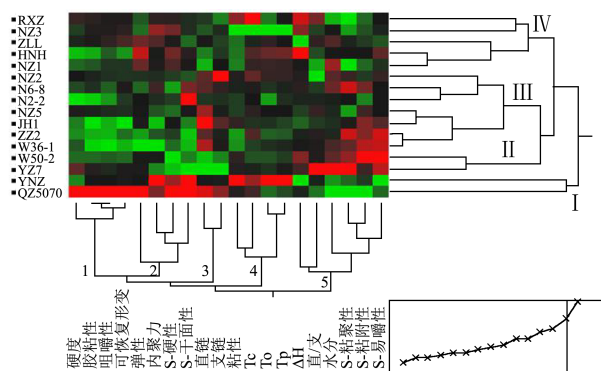 RXZ
NZ3
ZLL
HNH
NZ1
NZ2
N6-8
N2-2
NZ5
JH1
ZZ2
W36-1
W50-2
YZ7
YNZ
QZ5070
IV
III
II
I
1
2
3
4
5
硬度
胶粘性
咀嚼性
可恢复形变
弹性
内聚力
S-硬性
S-干面性
直链
支链
粘性
Tc
To
Tp
ΔH
直/支
水分
S-粘聚性
S-粘附性
S-易嚼性